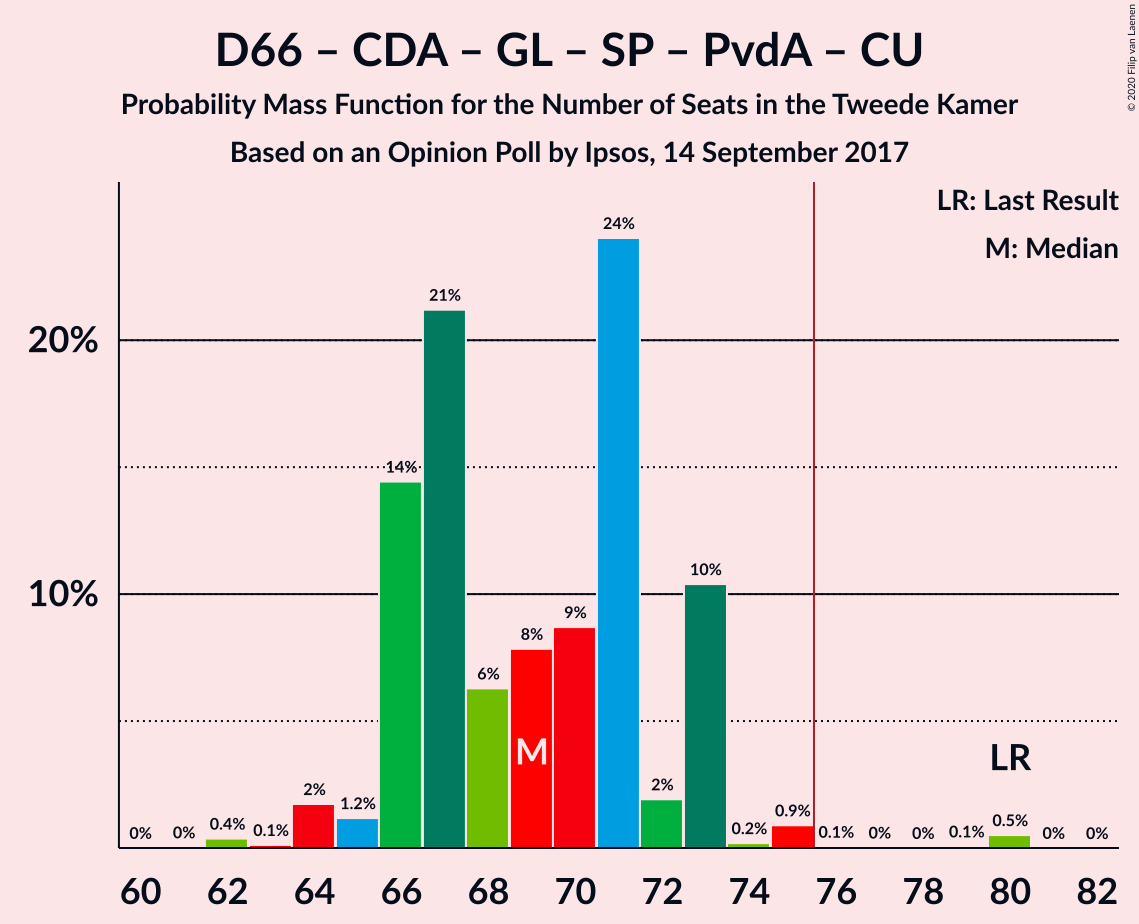 D66 – CDA – GL – SP – PvdA – CU
Probability Mass Function for the Number of Seats in the Tweede Kamer
Based on an Opinion Poll by Ipsos, 14 September 2017
© 2020 Filip van Laenen
LR: Last Result
M: Median
20%
10%
0% 0% 0.4% 0.1% 2% 1.2% 14% 21% 6% 8% 9% 24% 2% 10% 0.2% 0.9% 0.1% 0% 0% 0.1% 0.5% 0% 0%
M
LR
60 62 64 66 68 70 72 74 76 78 80 82